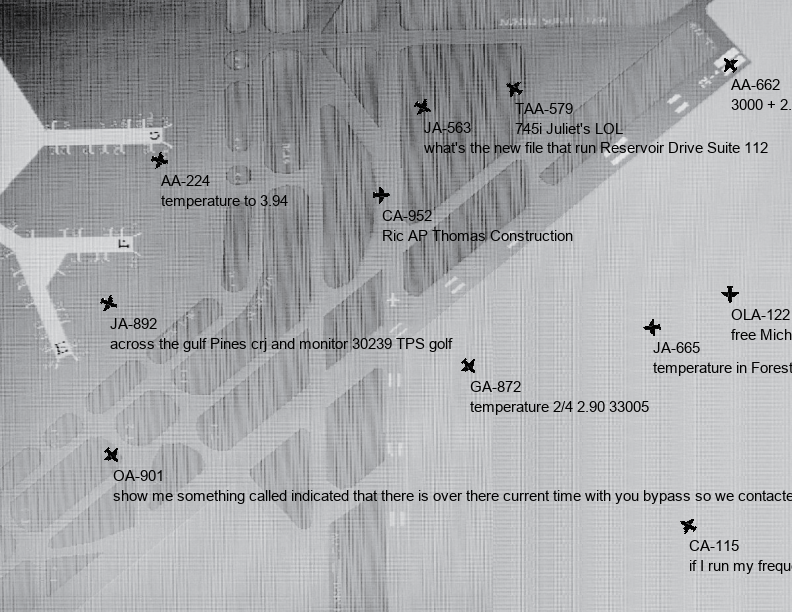 AA-662
3000 + 2.
TAA-579
745i Juliet's LOL
JA-563
what's the new file that run Reservoir Drive Suite 112
AA-224
temperature to 3.94
CA-952
Ric AP Thomas Construction
JA-892
across the gulf Pines crj and monitor 30239 TPS golf
OLA-122
free Mich
JA-665
temperature in Forest
GA-872
temperature 2/4 2.90 33005
OA-901
show me something called indicated that there is over there current time with you bypass so we contacte
CA-115
if I run my frequ